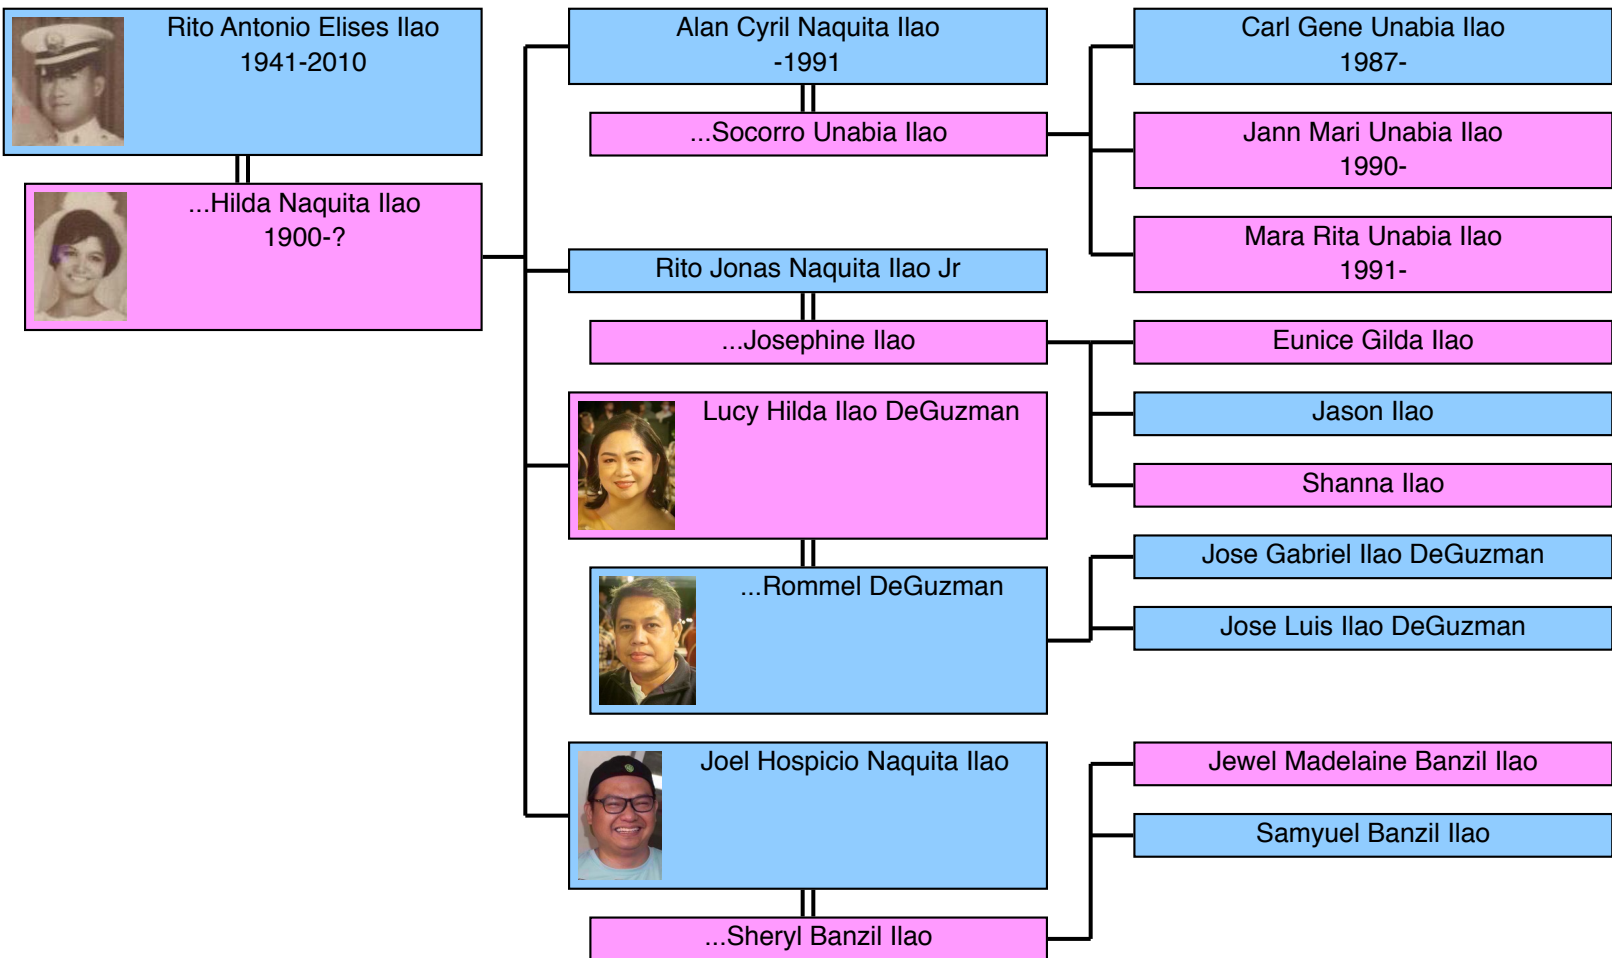 Rito Antonio Elises Ilao
1941-2010
...Hilda Naquita Ilao
1900-?
Alan Cyril Naquita Ilao
-1991
...Socorro Unabia Ilao
Carl Gene Unabia Ilao
1987-
Jann Mari Unabia Ilao
1990-
Mara Rita Unabia Ilao
1991-
Rito Jonas Naquita Ilao Jr
...Josephine Ilao
Eunice Gilda Ilao
Jason Ilao
Shanna Ilao
Lucy Hilda Ilao DeGuzman
...Rommel DeGuzman
Jose Gabriel Ilao DeGuzman
Jose Luis Ilao DeGuzman
Joel Hospicio Naquita Ilao
...Sheryl Banzil Ilao
Jewel Madelaine Banzil Ilao
Samyuel Banzil Ilao